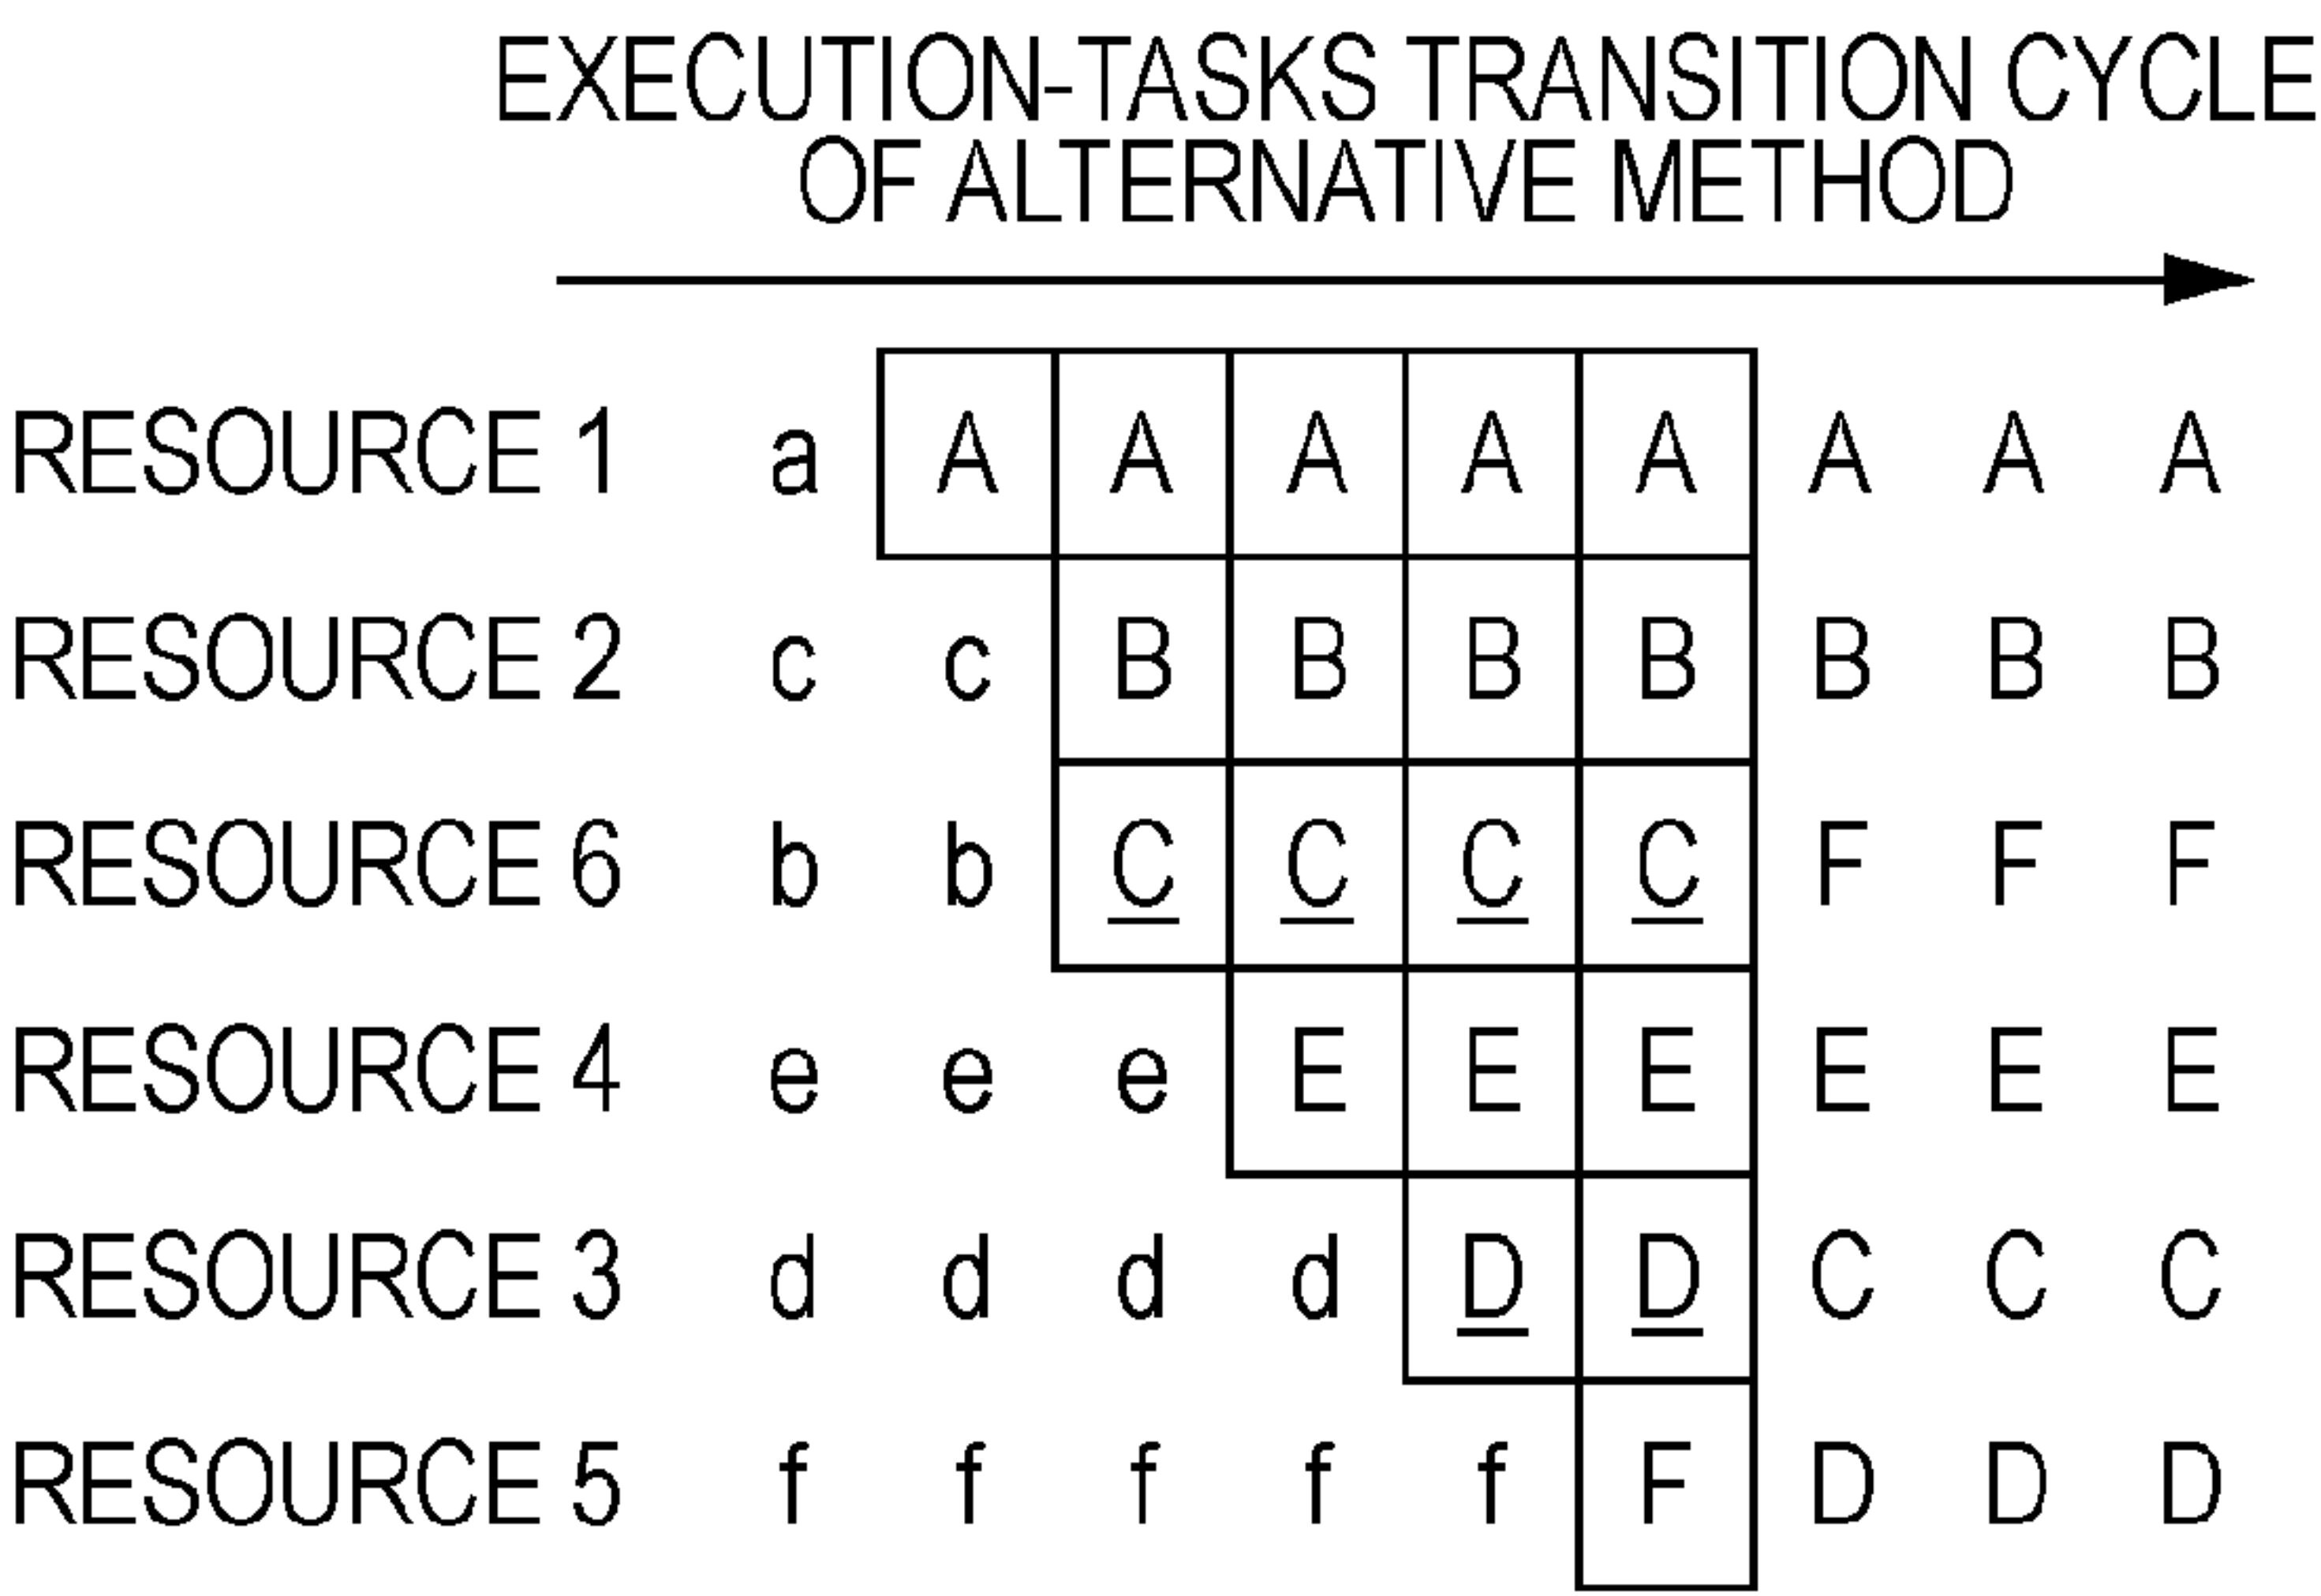 EXECUTION-TASKS TRANSITION CYCLE
OF ALTERNATIVE METHOD
RESOURCE 1 a A A A A A A A A
RESOURCE 2 c c B B B B B B B
RESOURCE 6 b b C C C C F F F
RESOURCE 4 e e e E E E E E E
RESOURCE 3 d d d d D D C C C
RESOURCE 5 f f f f f F D D D